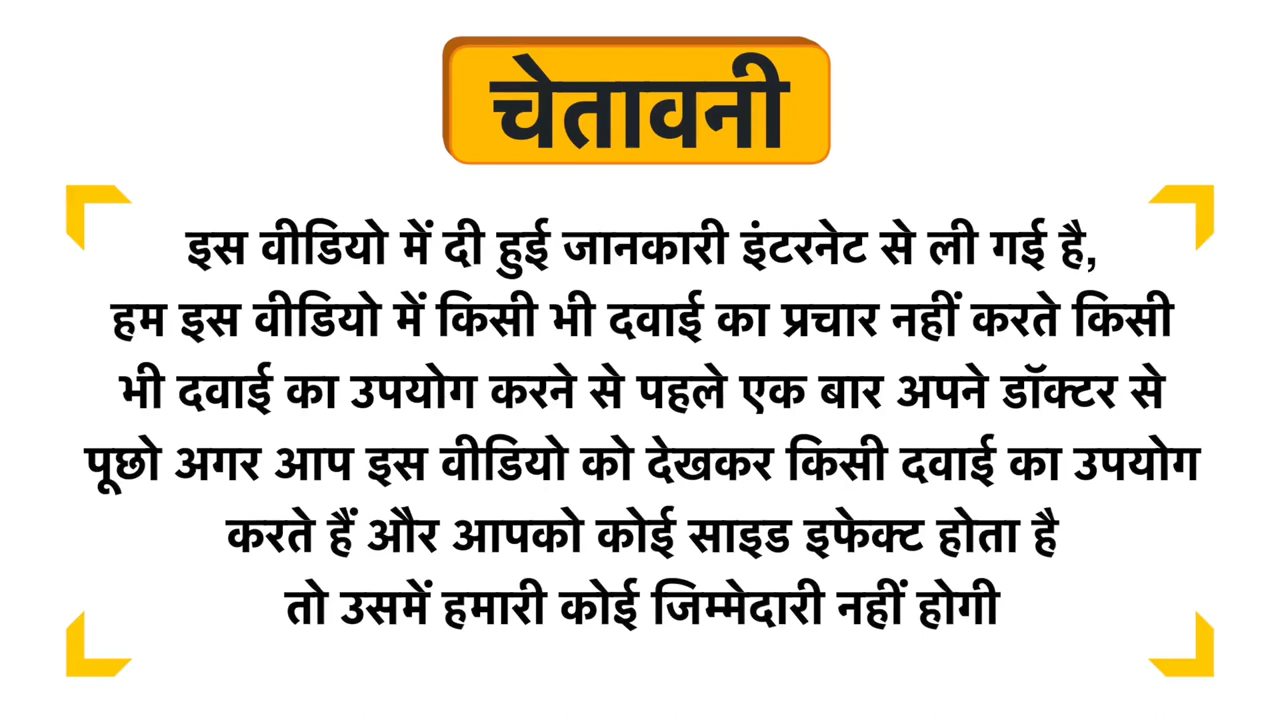 चेतावनी
इस वीडियो में दी हुई जानकारी इंटरनेट से ली गई है,
हम इस वीडियो में किसी भी दवाई का प्रचार नहीं करते किसी
भी दवाई का उपयोग करने से पहले एक बार अपने डॉक्टर से
पूछो अगर आप इस वीडियो को देखकर किसी दवाई का उपयोग
करते हैं और आपको कोई साइड इफेक्ट होता है
तो उसमें हमारी कोई जिम्मेदारी नहीं होगी